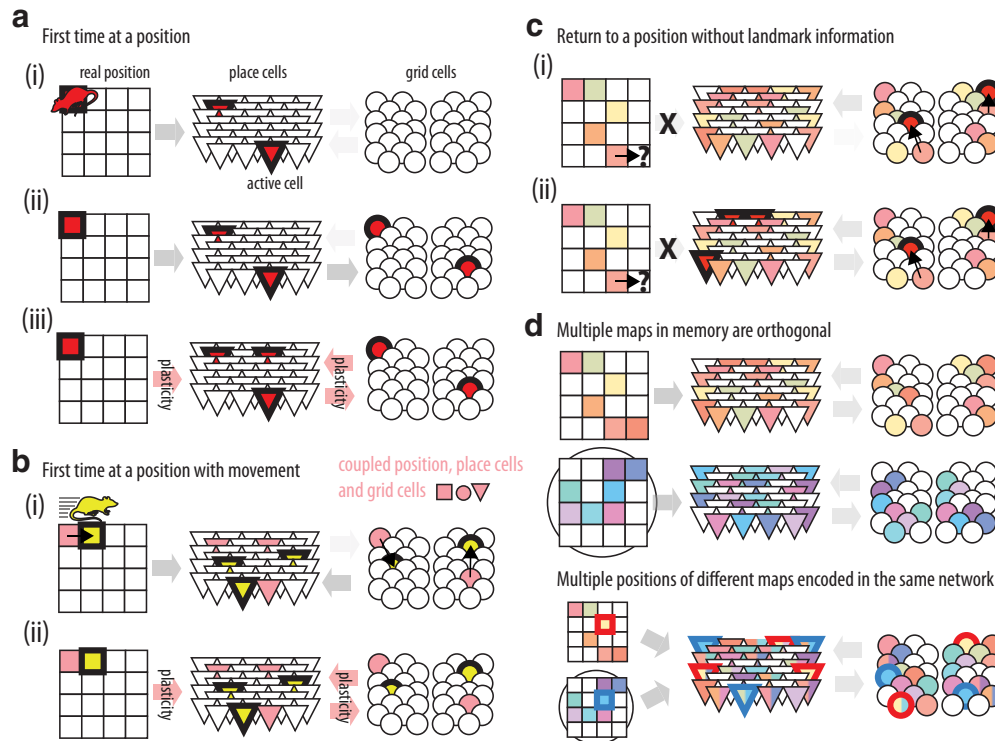 a
First time at a position
(i)
real position
place cells
grid cells
active cell
(ii)
(iii)
plasticity
plasticity
b
First time at a position with movement
coupled position, place cells
and grid cells
(i)
(ii)
plasticity
plasticity
c
Return to a position without landmark information
(i)
X
?
(ii)
X
?
d
Multiple maps in memory are orthogonal
Multiple positions of different maps encoded in the same network